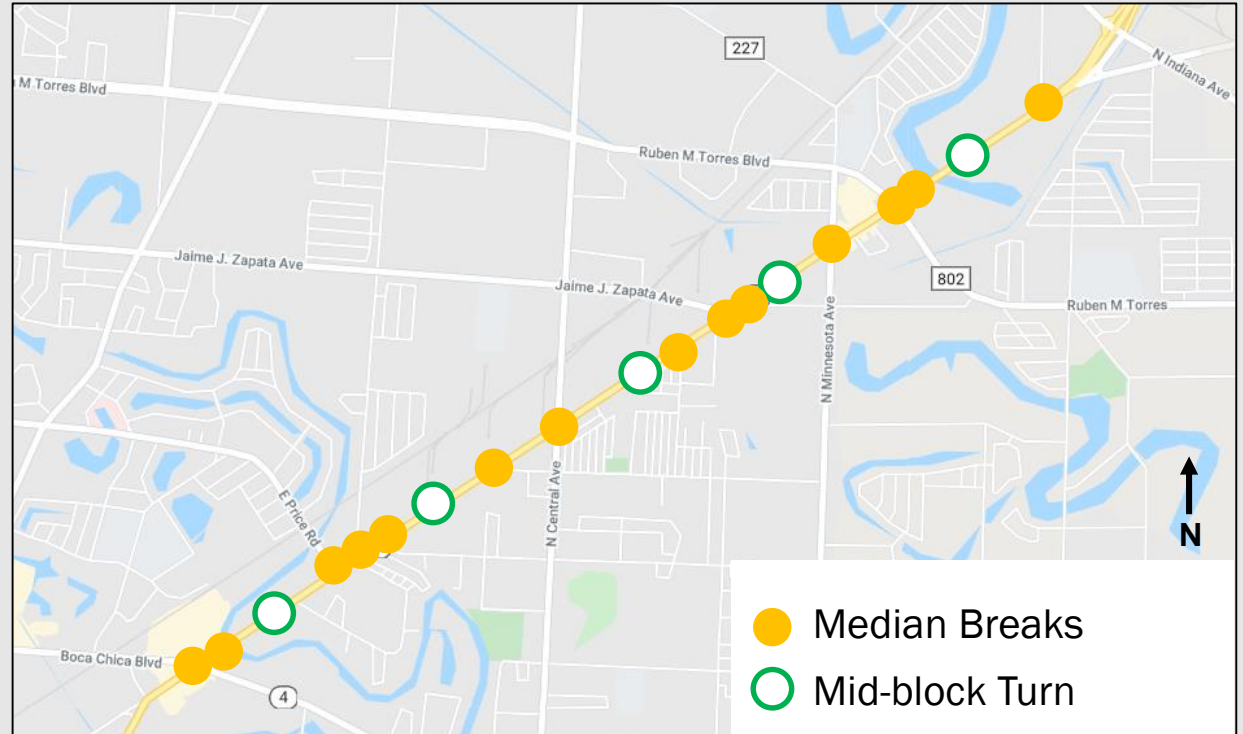 227
N Indiana Ave
M Torres Blvd
Ruben M Torres Blvd
Jaime J. Zapata Ave
Jaime J. Zapata Ave
802
Ruben M Torres
N Minnesota Ave
N Central Ave
E Price Rd
N
Boca Chica Blvd
4
Median Breaks
Mid-block Turn